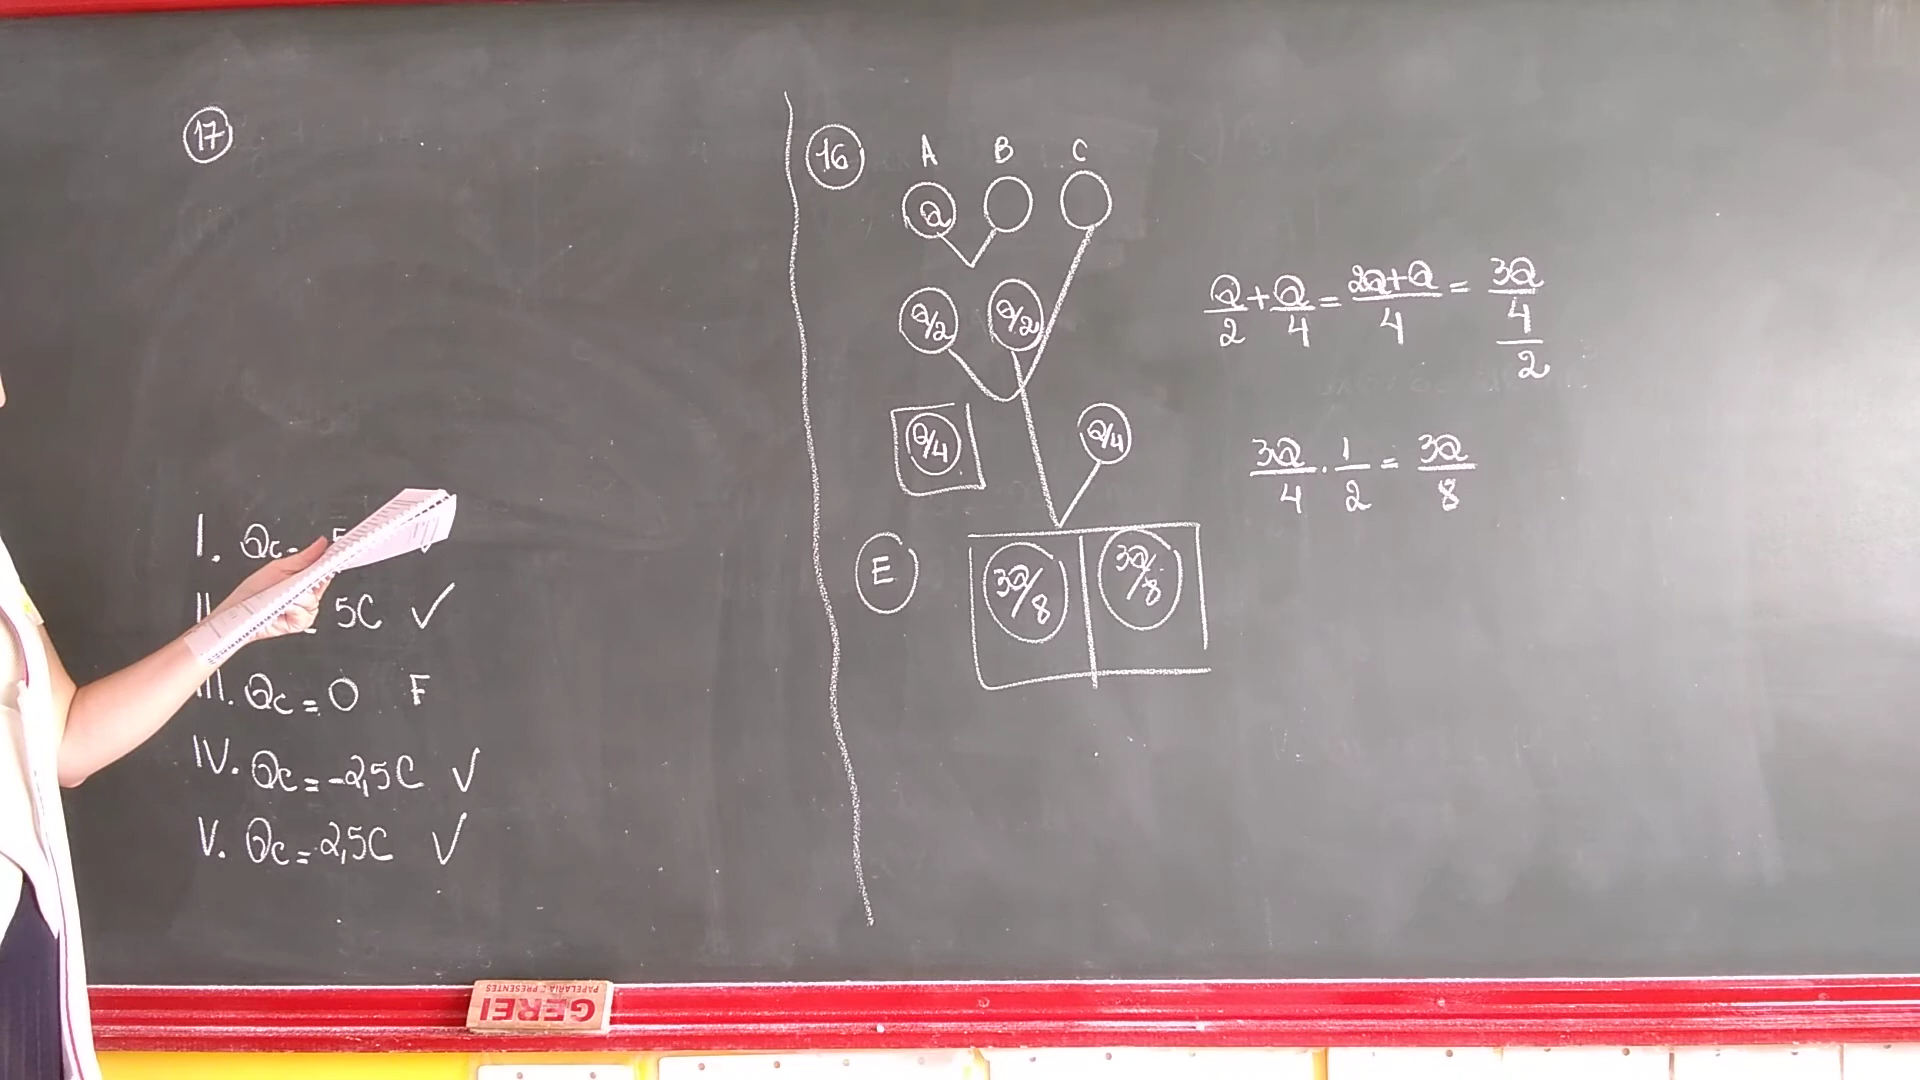 17
I. Qc = 5
II. 5C ✓
III. Qc = 0 F
IV. Qc = -2,5C ✓
V. Qc = 2,5C ✓
16 A B C
Q
Q/2 Q/2
Q/4 Q/4
E 3Q/8 3Q/8
Q/2 + Q/4 = 2Q+Q/4 = 3Q/4/2
3Q/4 . 1/2 = 3Q/8
GEREI
PAPELARIA E PRESENTES